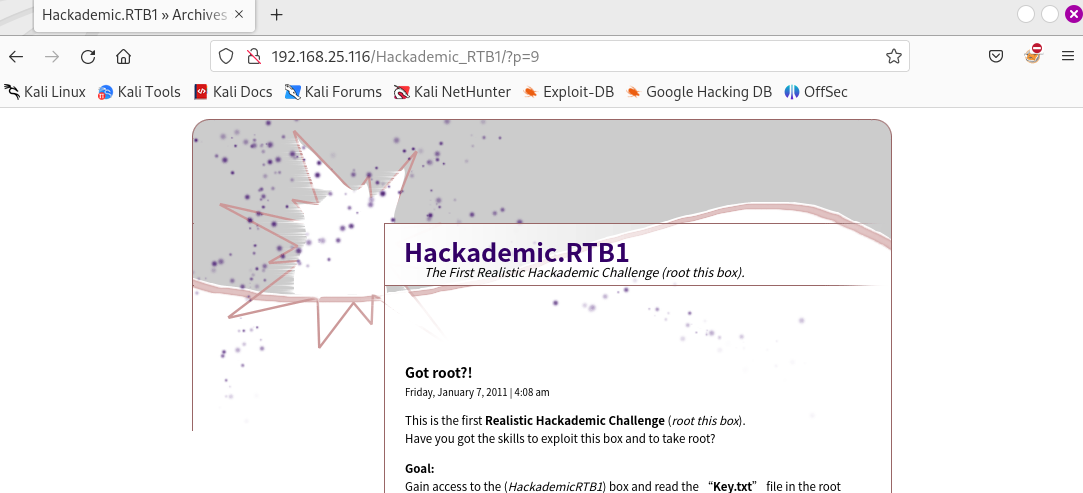 Hackademic.RTB1 » Archives
192.168.25.116/Hackademic_RTB1/?p=9
Kali Linux Kali Tools Kali Docs Kali Forums Kali NetHunter Exploit-DB Google Hacking DB OffSec
Hackademic.RTB1
The First Realistic Hackademic Challenge (root this box).
Got root?!
Friday, January 7, 2011 | 4:08 am
This is the first Realistic Hackademic Challenge (root this box).
Have you got the skills to exploit this box and to take root?
Goal:
Gain access to the (HackademicRTB1) box and read the “Key.txt” file in the root